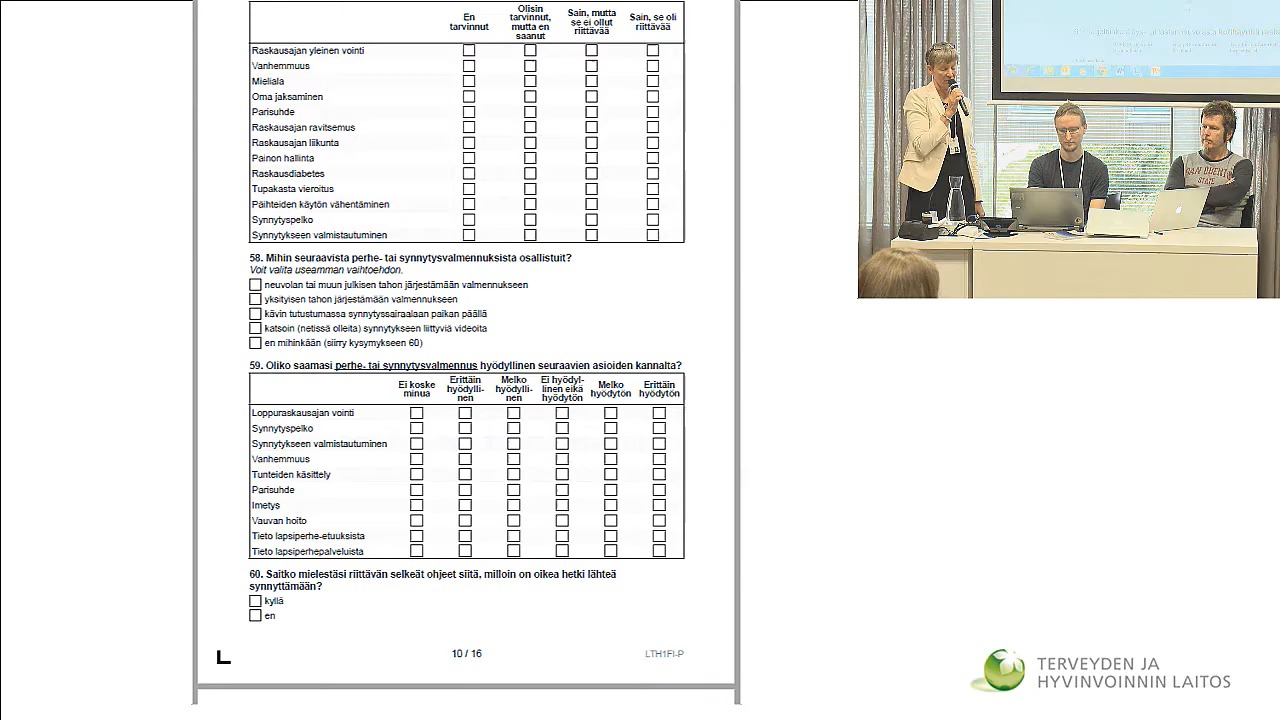 En tarvinnut
Olisin tarvinnut, mutta en saanut
Sain, mutta se ei ollut riittävää
Sain, se oli riittävää
Raskausajan yleinen vointi
Vanhemmuus
Mieliala
Oma jaksaminen
Parisuhde
Raskausajan ravitsemus
Raskausajan liikunta
Painon hallinta
Raskausdiabetes
Tupakasta vieroitus
Päihteiden käytön vähentäminen
Synnytyspelko
Synnytykseen valmistautuminen
58. Mihin seuraavista perhe- tai synnytysvalmennuksista osallistuit?
Voit valita useamman vaihtoehdon.
neuvolan tai muun julkisen tahon järjestämään valmennukseen
yksityisen tahon järjestämään valmennukseen
kävin tutustumassa synnytyssairaalaan paikan päällä
katsoin (netissä olleita) synnytykseen liittyviä videoita
en mihinkään (siirry kysymykseen 60)
59. Oliko saamasi perhe- tai synnytysvalmennus hyödyllinen seuraavien asioiden kannalta?
Ei koske minua
Erittäin hyödylli-nen
Melko hyödylli-nen
Ei hyödyl-linen eikä hyödytön
Melko hyödytön
Erittäin hyödytön
Loppuraskausajan vointi
Synnytyspelko
Synnytykseen valmistautuminen
Vanhemmuus
Tunteiden käsittely
Parisuhde
Imetys
Vauvan hoito
Tieto lapsiperhe-etuuksista
Tieto lapsiperhepalveluista
60. Saitko mielestäsi riittävän selkeät ohjeet siitä, milloin on oikea hetki lähteä
synnyttämään?
kyllä
en
10 / 16
LTH1FI-P
TERVEYDEN JA
HYVINVOINNIN LAITOS